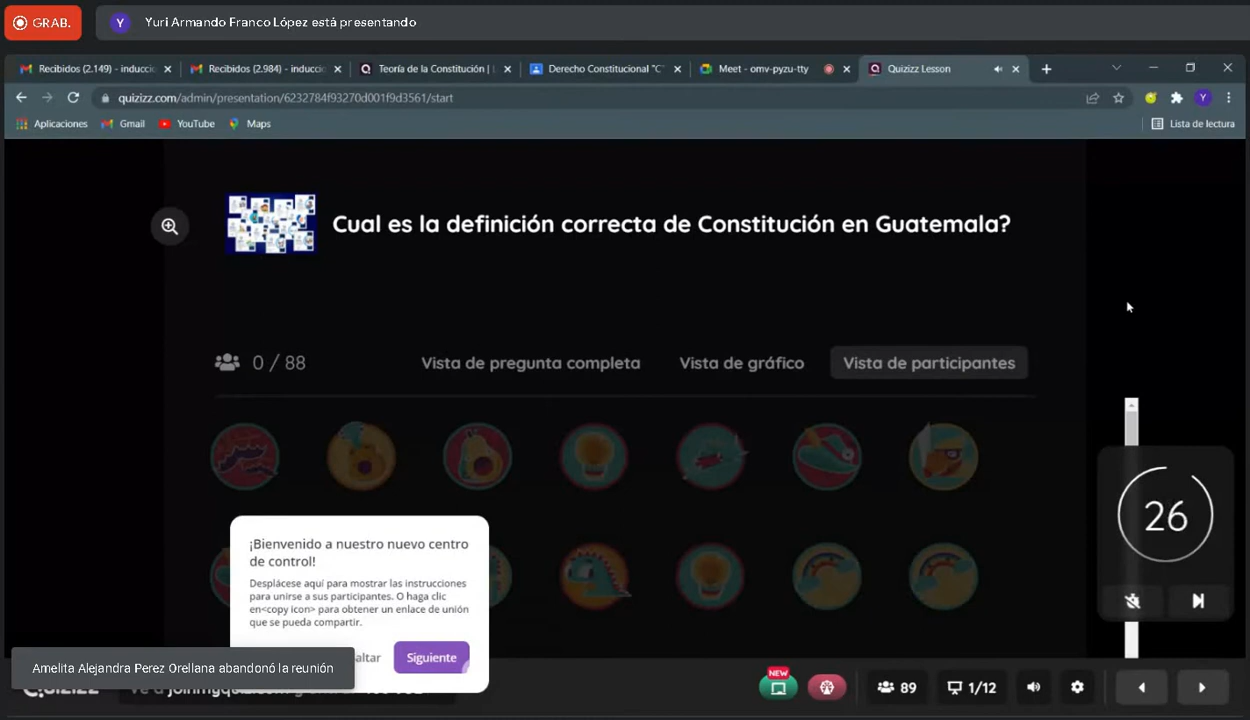 GRAB.
Y
Yuri Armando Franco López está presentando
Recibidos (2.149) - inducci
Recibidos (2.984) - inducci
Teoría de la Constitución |
Derecho Constitucional "C"
Meet - omv-pyzu-tty
Quizizz Lesson
quizizz.com/admin/presentation/6232784f93270d001f9d3561/start
Y
Aplicaciones
Gmail
YouTube
Maps
Lista de lectura
Cual es la definición correcta de Constitución en Guatemala?
0 / 88
Vista de pregunta completa
Vista de gráfico
Vista de participantes
26
¡Bienvenido a nuestro nuevo centro
de control!
Desplácese aquí para mostrar las instrucciones
para unirse a sus participantes. O haga clic
en<copy icon> para obtener un enlace de unión
que se pueda compartir.
altar
Siguiente
Amelita Alejandra Perez Orellana abandonó la reunión
NEW
89
1/12